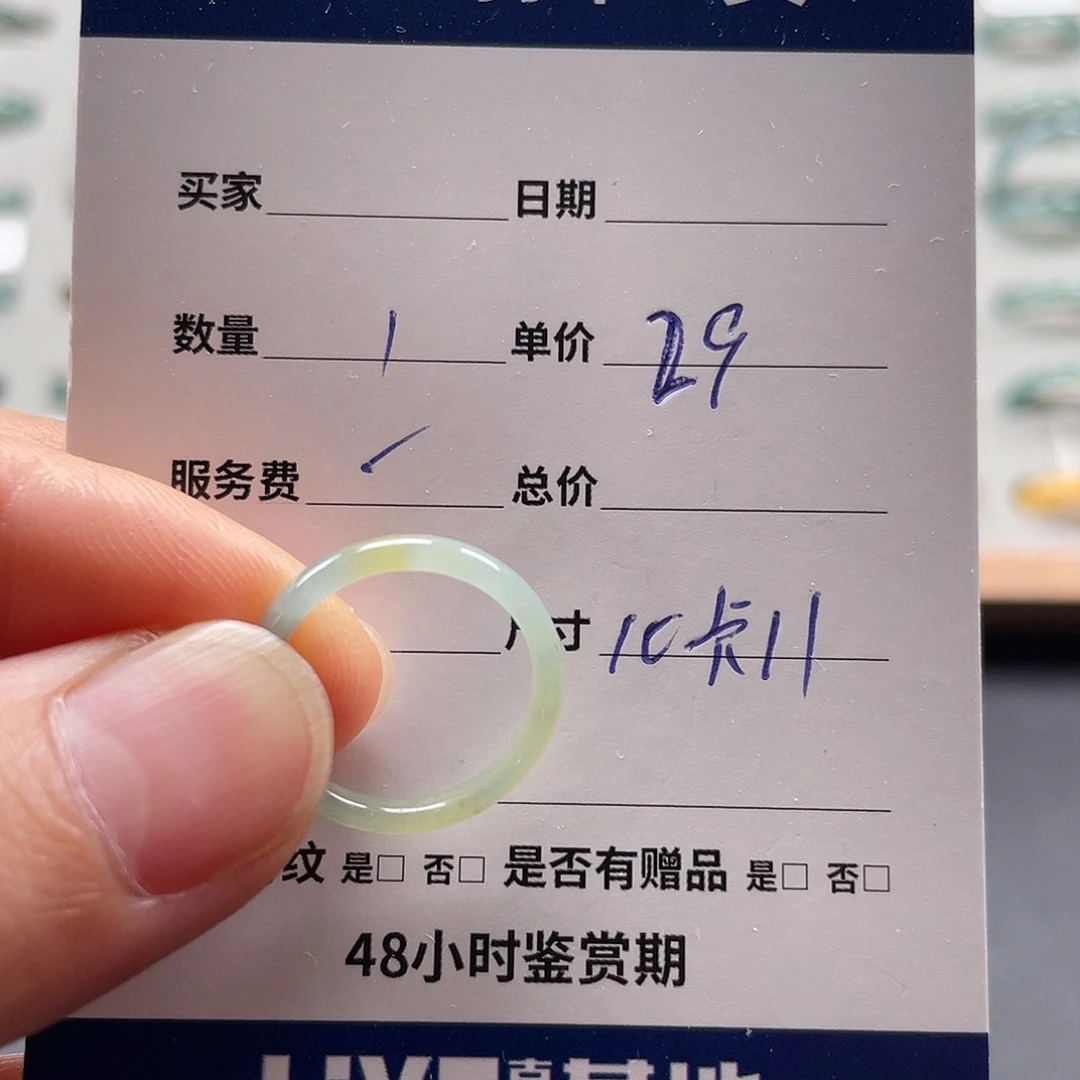 买家 日期
数量 1 单价 29
服务费 总价
寸 10卡11
纹 是□ 否□ 是否有赠品 是□ 否□
48小时鉴赏期